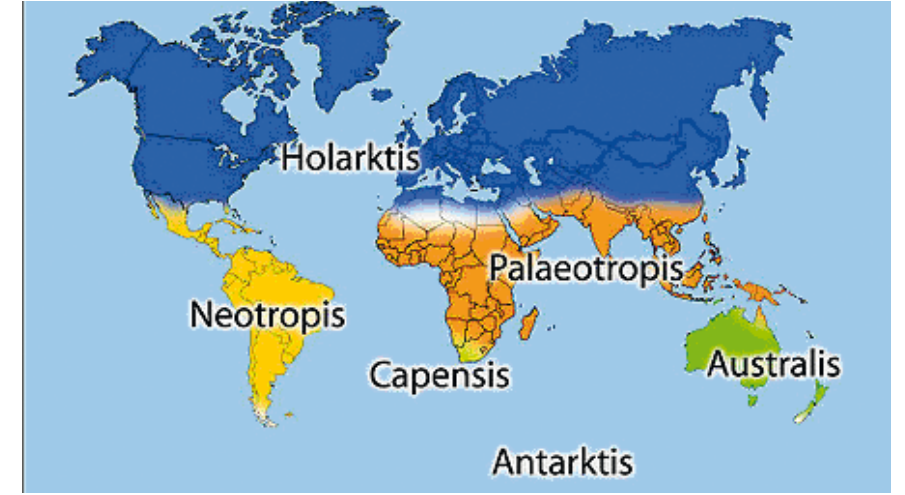 Holarktis
Palaeotropis
Neotropis
Australis
Capensis
Antarktis